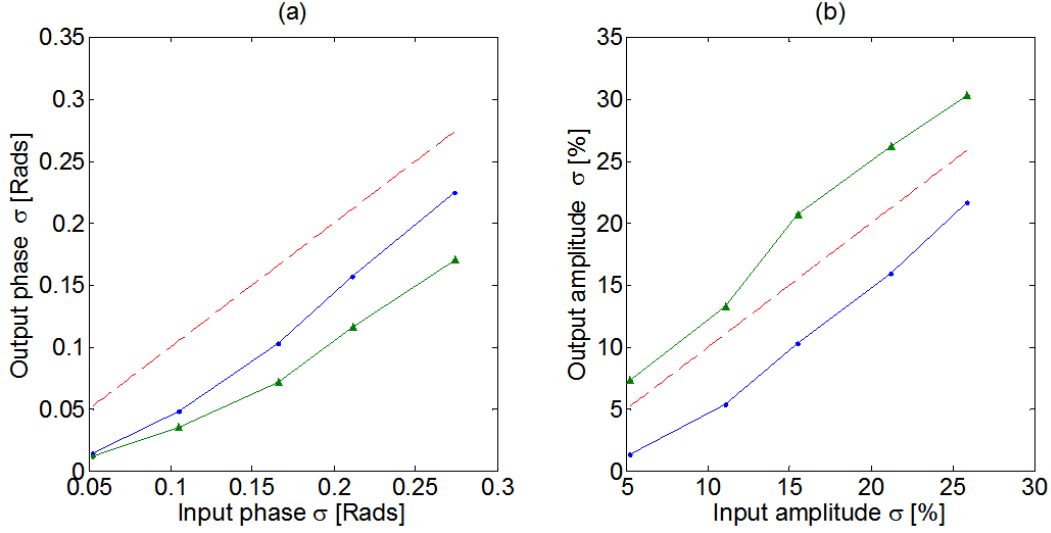 (a)
0.35
0.3
0.25
0.2
0.15
0.1
0.05
0
Output phase σ [Rads]
0.05 0.1 0.15 0.2 0.25 0.3
Input phase σ [Rads]
(b)
35
30
25
20
15
10
5
0
Output amplitude σ [%]
5 10 15 20 25 30
Input amplitude σ [%]